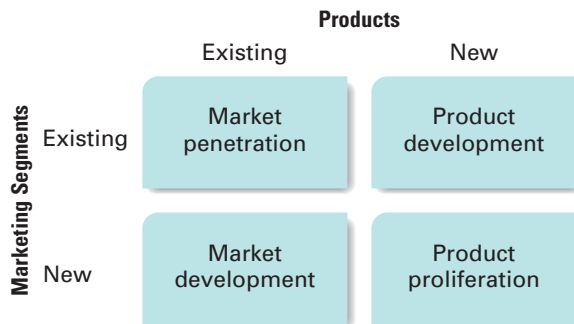 Products
Existing
New
Marketing Segments
Existing
Market
penetration
Product
development
New
Market
development
Product
proliferation